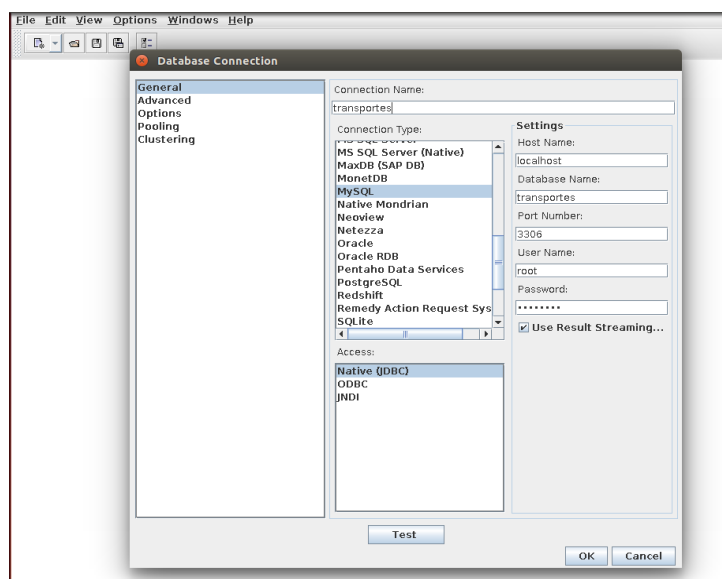 File Edit View Options Windows Help
Database Connection
General
Advanced
Options
Pooling
Clustering
Connection Name:
transportes
Connection Type:
MS SQL Server
MS SQL Server (Native)
MaxDB (SAP DB)
MonetDB
MySQL
Native Mondrian
Neoview
Netezza
Oracle
Oracle RDB
Pentaho Data Services
PostgreSQL
Redshift
Remedy Action Request Sys
SQLite
Access:
Native (JDBC)
ODBC
JNDI
Settings
Host Name:
localhost
Database Name:
transportes
Port Number:
3306
User Name:
root
Password:
••••••••
Use Result Streaming...
Test
OK Cancel